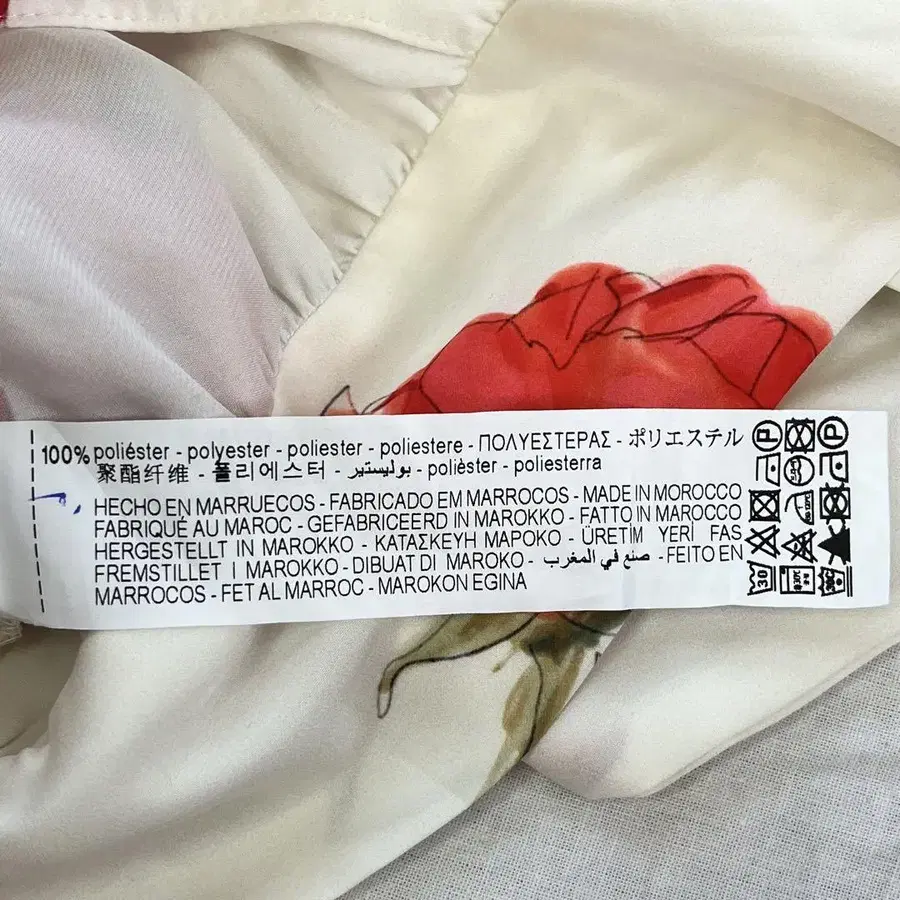 100% poliéster - polyester - poliester - poliestere - ΠΟΛΥΕΣΤΕΡΑΣ - ポリエステル
聚酯纤维 - 폴리에스터 - بوليستير - polièster - poliesterra
HECHO EN MARRUECOS - FABRICADO EM MARROCOS - MADE IN MOROCCO
FABRIQUÉ AU MAROC - GEFABRICEERD IN MAROKKO - FATTO IN MAROCCO
HERGESTELLT IN MAROKKO - ΚΑΤΑΣΚΕΥΗ ΜΑΡΟΚΟ - ÜRETİM YERİ FAS
FREMSTILLET I MAROKKO - DIBUAT DI MAROKO - صنع في المغرب - FEITO EN
MARROCOS - FET AL MARROC - MAROKON EGINA
P P
30